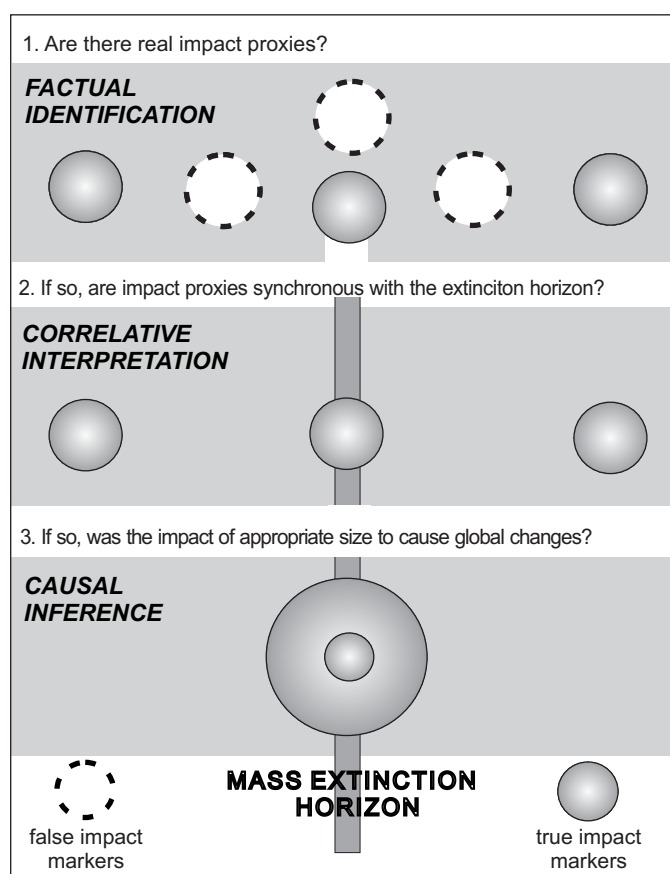 1. Are there real impact proxies?
FACTUAL
IDENTIFICATION
2. If so, are impact proxies synchronous with the extinciton horizon?
CORRELATIVE
INTERPRETATION
3. If so, was the impact of appropriate size to cause global changes?
CAUSAL
INFERENCE
MASS EXTINCTION
HORIZON
false impact
markers
true impact
markers